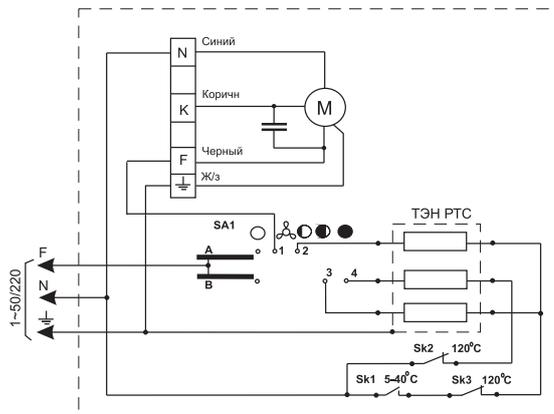 N
Синий
K
Коричн
M
F
Черный
Ж/з
SA1
ТЭН РТС
A
1
2
F
B
3
4
N
1~50/220
Sk2
120°C
Sk1
5-40°C
Sk3
120°C